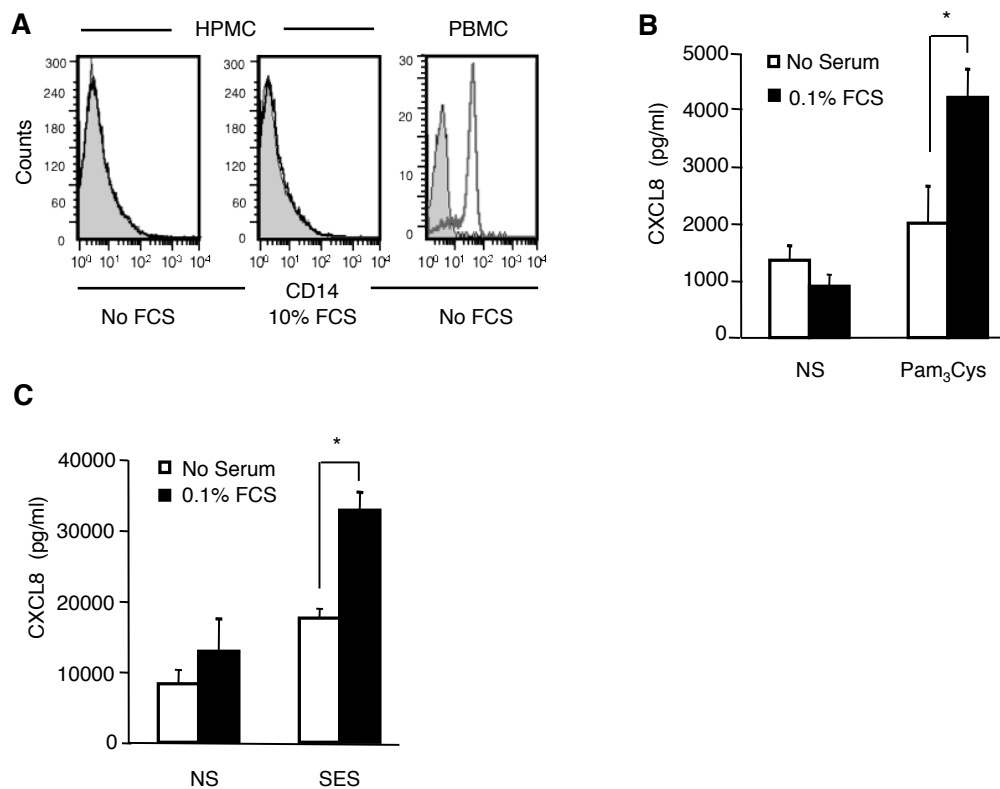 A
HPMC
PBMC
Counts
300
240
180
120
60
0
10⁰ 10¹ 10² 10³ 10⁴
300
240
180
120
60
0
10⁰ 10¹ 10² 10³ 10⁴
30
20
10
0
10⁰ 10¹ 10² 10³ 10⁴
CD14
No FCS
10% FCS
No FCS
B
*
No Serum
0.1% FCS
CXCL8 (pg/ml)
5000
4000
3000
2000
1000
0
NS
Pam₃Cys
C
*
No Serum
0.1% FCS
CXCL8 (pg/ml)
40000
30000
20000
10000
0
NS
SES